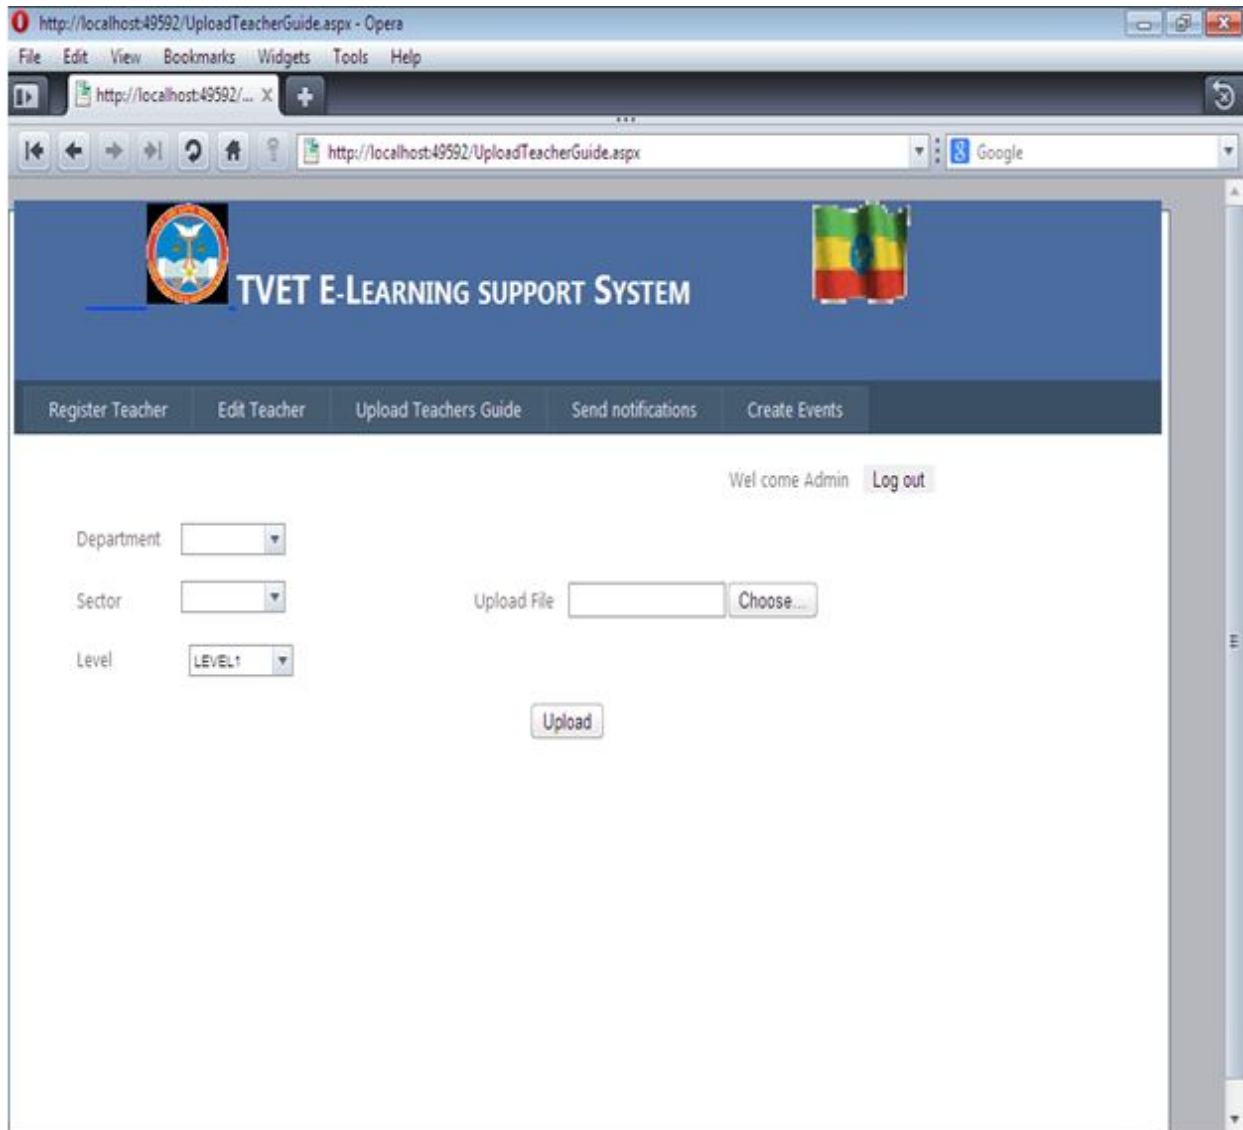 http://localhost:49592/UploadTeacherGuide.aspx - Opera
File Edit View Bookmarks Widgets Tools Help
http://localhost:49592/... X
http://localhost:49592/UploadTeacherGuide.aspx Google
TVET E-LEARNING SUPPORT SYSTEM
Register Teacher Edit Teacher Upload Teachers Guide Send notifications Create Events
Wel come Admin Log out
Department
Sector Upload File Choose...
Level LEVEL1
Upload